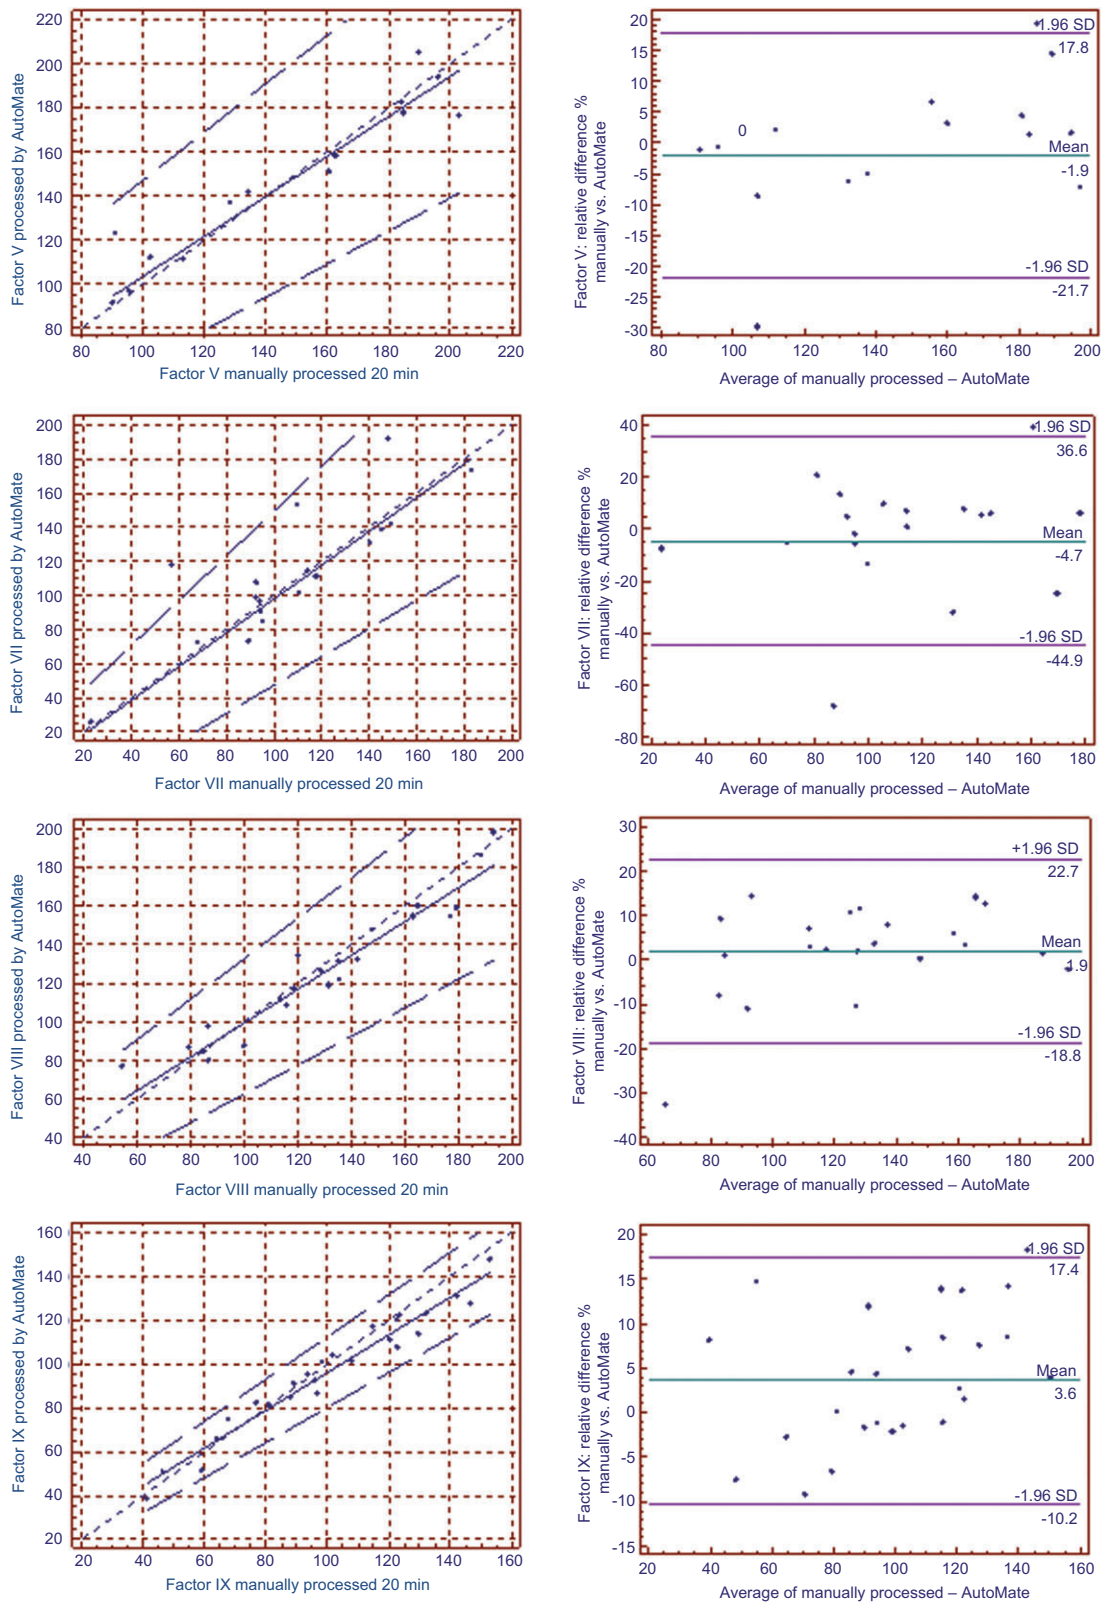 220
200
180
160
140
120
100
80
80 100 120 140 160 180 200 220
Factor V processed by AutoMate
Factor V manually processed 20 min
20
15
10
5
0
-5
-10
-15
-20
-25
-30
80 100 120 140 160 180 200
Factor V: relative difference %
manually vs. AutoMate
0
1.96 SD
17.8
Mean
-1.9
-1.96 SD
-21.7
Average of manually processed – AutoMate
200
180
160
140
120
100
80
60
40
20
20 40 60 80 100 120 140 160 180 200
Factor VII processed by AutoMate
Factor VII manually processed 20 min
40
20
0
-20
-40
-60
-80
20 40 60 80 100 120 140 160 180
Factor VII: relative difference %
manually vs. AutoMate
1.96 SD
36.6
Mean
-4.7
-1.96 SD
-44.9
Average of manually processed – AutoMate
200
180
160
140
120
100
80
60
40
40 60 80 100 120 140 160 180 200
Factor VIII processed by AutoMate
Factor VIII manually processed 20 min
30
20
10
0
-10
-20
-30
-40
60 80 100 120 140 160 180 200
Factor VIII: relative difference %
manually vs. AutoMate
+1.96 SD
22.7
Mean
1.9
-1.96 SD
-18.8
Average of manually processed – AutoMate
160
140
120
100
80
60
40
20
20 40 60 80 100 120 140 160
Factor IX processed by AutoMate
Factor IX manually processed 20 min
20
15
10
5
0
-5
-10
-15
20 40 60 80 100 120 140 160
Factor IX: relative difference %
manually vs. AutoMate
1.96 SD
17.4
Mean
3.6
-1.96 SD
-10.2
Average of manually processed – AutoMate